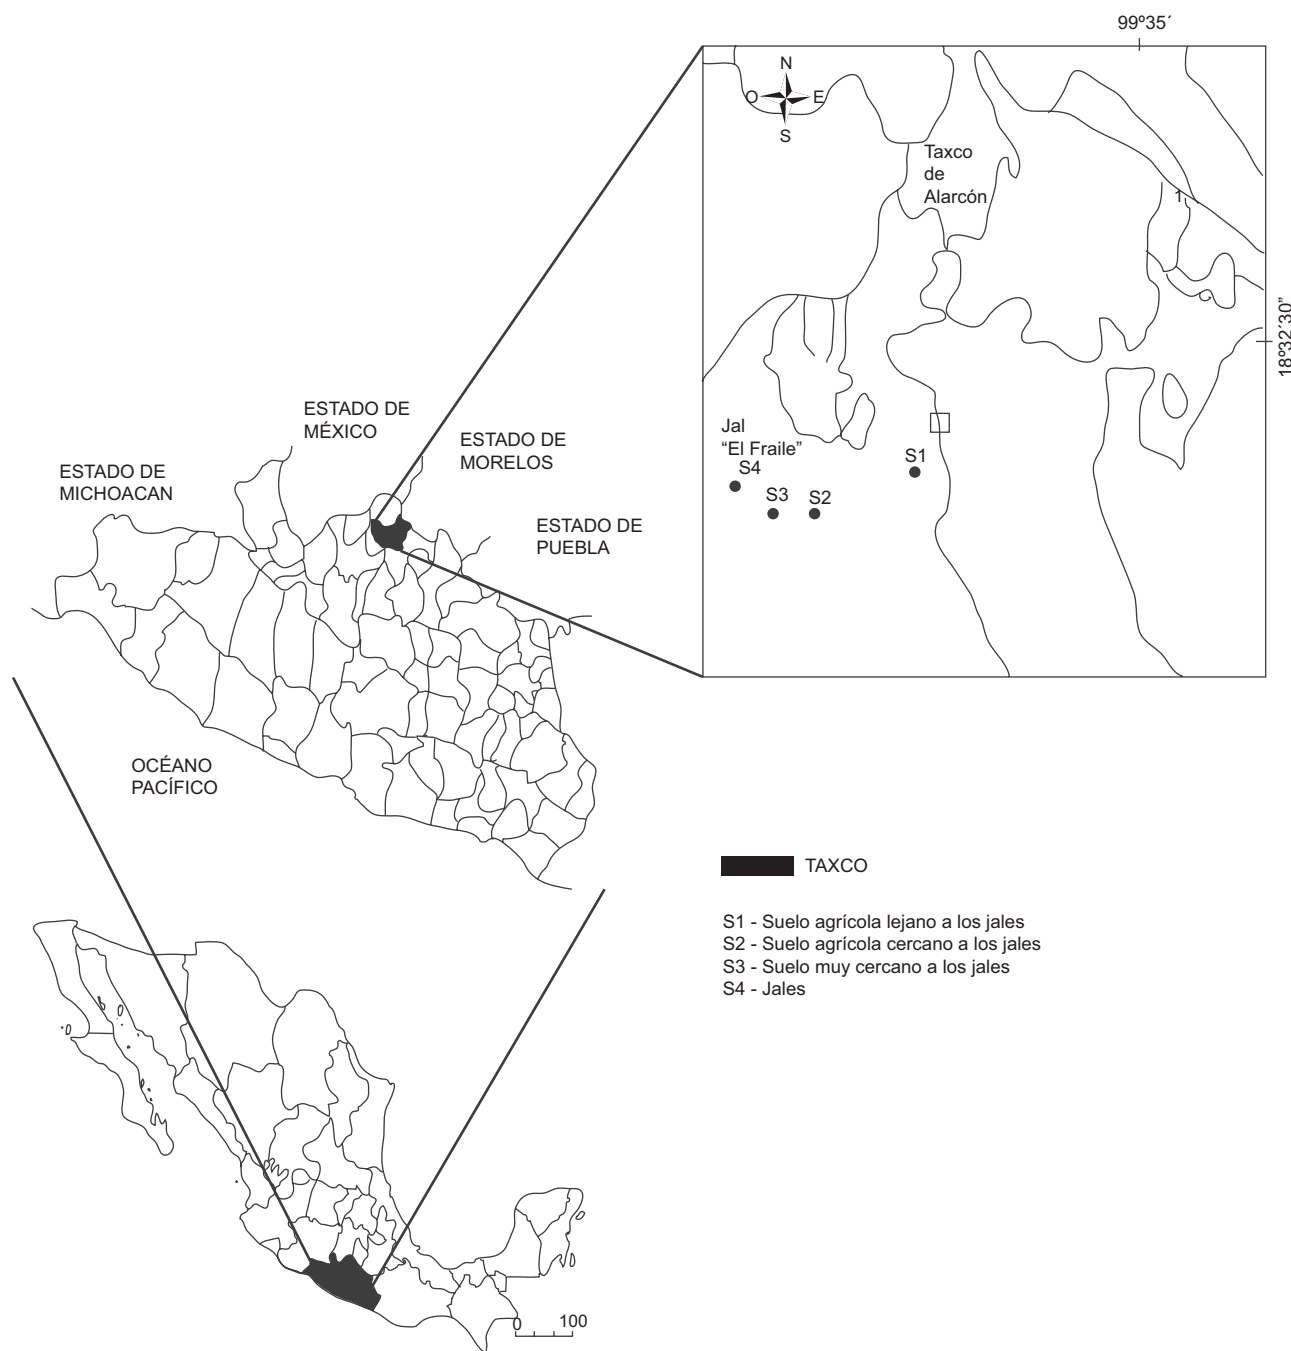 99º35´
N
O
E
S
Taxco
de
Alarcón
1
18º32´30”
Jal
“El Fraile”
S4
S3
S2
S1
ESTADO DE
MÉXICO
ESTADO DE
MORELOS
ESTADO DE
MICHOACAN
ESTADO DE
PUEBLA
OCÉANO
PACÍFICO
TAXCO
S1 - Suelo agrícola lejano a los jales
S2 - Suelo agrícola cercano a los jales
S3 - Suelo muy cercano a los jales
S4 - Jales
0 100